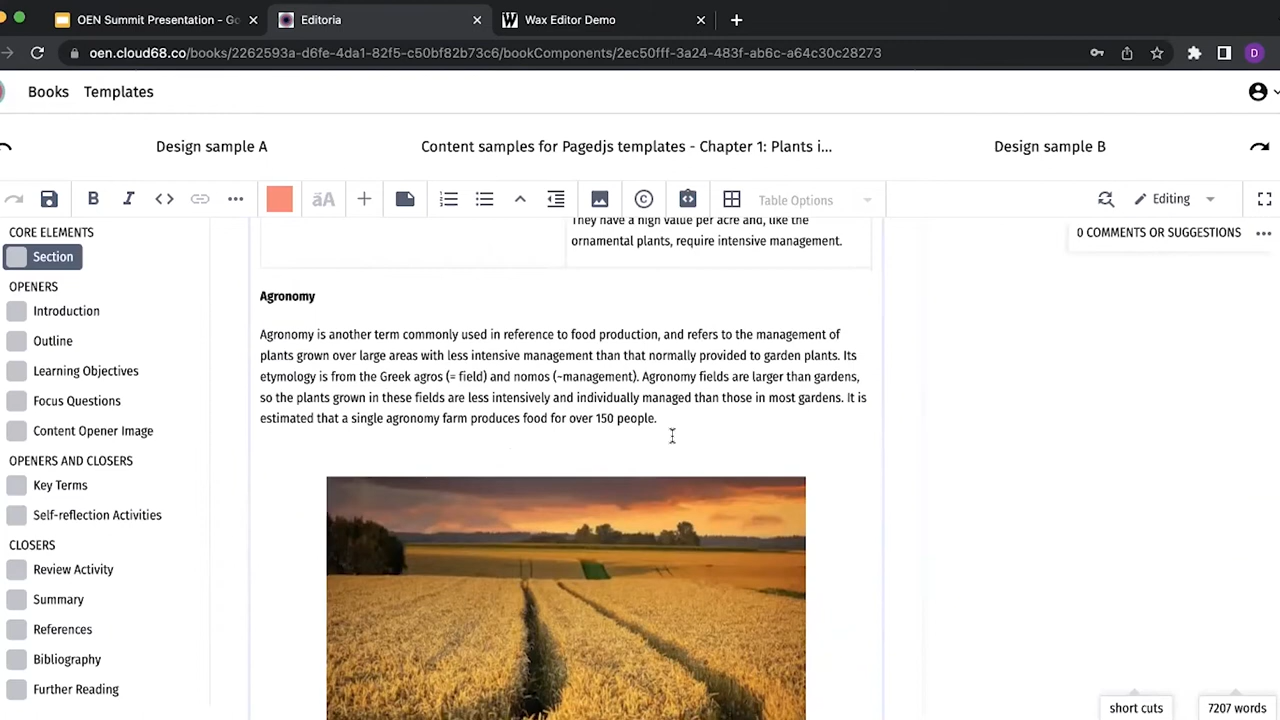 OEN Summit Presentation - Go
Editoria
Wax Editor Demo
oen.cloud68.co/books/2262593a-d6fe-4da1-82f5-c50bf82b73c6/bookComponents/2ec50fff-3a24-483f-ab6c-a64c30c28273
D
Books Templates
Design sample A
Content samples for Pagedjs templates - Chapter 1: Plants i...
Design sample B
Table Options
Editing
CORE ELEMENTS
Section
OPENERS
Introduction
Outline
Learning Objectives
Focus Questions
Content Opener Image
OPENERS AND CLOSERS
Key Terms
Self-reflection Activities
CLOSERS
Review Activity
Summary
References
Bibliography
Further Reading
They have a high value per acre and, like the
ornamental plants, require intensive management.
Agronomy
Agronomy is another term commonly used in reference to food production, and refers to the management of
plants grown over large areas with less intensive management than that normally provided to garden plants. Its
etymology is from the Greek agros (= field) and nomos (~management). Agronomy fields are larger than gardens,
so the plants grown in these fields are less intensively and individually managed than those in most gardens. It is
estimated that a single agronomy farm produces food for over 150 people.
0 COMMENTS OR SUGGESTIONS
short cuts
7207 words